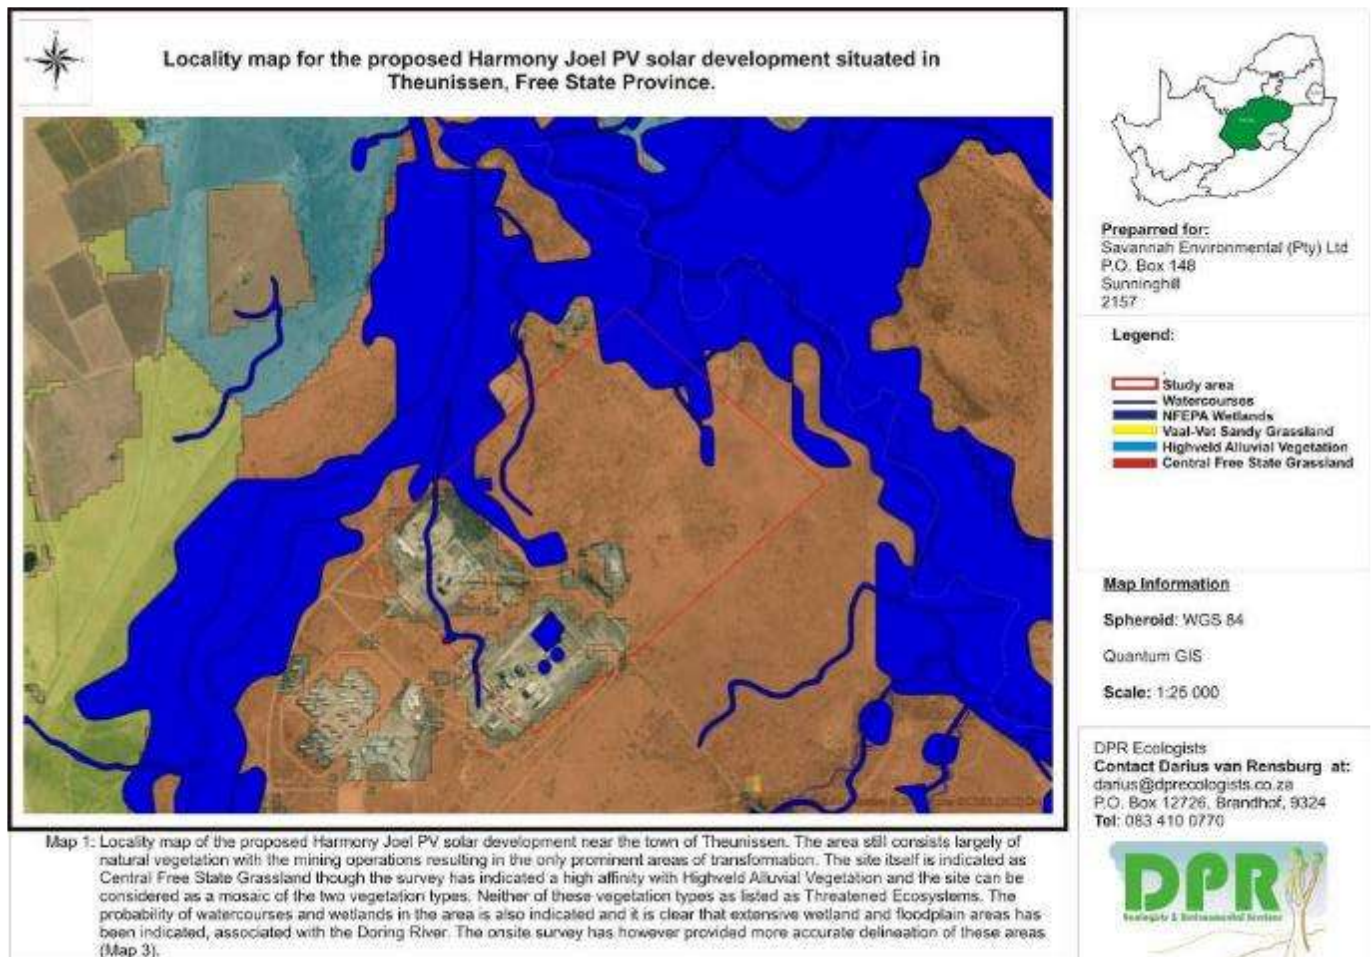 Locality map for the proposed Harmony Joel PV solar development situated in
Theunissen, Free State Province.
Preparred for:
Savannah Environmental (Pty) Ltd
P.O. Box 148
Sunninghill
2157
Legend:
Study area
Watercourses
NFEPA Wetlands
Vaal-Vet Sandy Grassland
Highveld Alluvial Vegetation
Central Free State Grassland
Map Information
Spheroid: WGS 84
Quantum GIS
Scale: 1:25 000
DPR Ecologists
Contact Darius van Rensburg at:
darius@dprecologists.co.za
P.O. Box 12726, Brandhof, 9324
Tel: 083 410 0770
DPR
Ecologists & Environmental Services
Map 1: Locality map of the proposed Harmony Joel PV solar development near the town of Theunissen. The area still consists largely of
natural vegetation with the mining operations resulting in the only prominent areas of transformation. The site itself is indicated as
Central Free State Grassland though the survey has indicated a high affinity with Highveld Alluvial Vegetation and the site can be
considered as a mosaic of the two vegetation types. Neither of these vegetation types as listed as Threatened Ecosystems. The
probability of watercourses and wetlands in the area is also indicated and it is clear that extensive wetland and floodplain areas has
been indicated, associated with the Doring River. The onsite survey has however provided more accurate delineation of these areas
(Map 3).